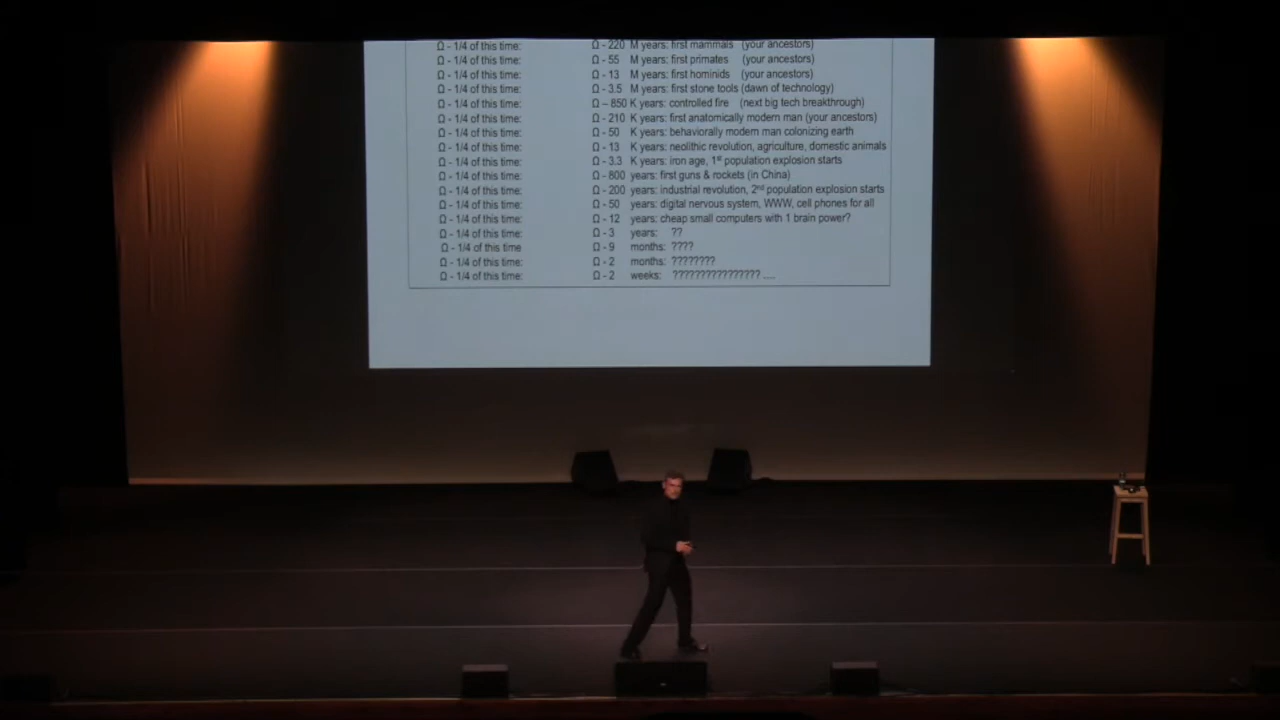 Ω - 1/4 of this time: Ω - 220 M years: first mammals (your ancestors)
Ω - 1/4 of this time: Ω - 55 M years: first primates (your ancestors)
Ω - 1/4 of this time: Ω - 13 M years: first hominids (your ancestors)
Ω - 1/4 of this time: Ω - 3.5 M years: first stone tools (dawn of technology)
Ω - 1/4 of this time: Ω – 850 K years: controlled fire (next big tech breakthrough)
Ω - 1/4 of this time: Ω - 210 K years: first anatomically modern man (your ancestors)
Ω - 1/4 of this time: Ω - 50 K years: behaviorally modern man colonizing earth
Ω - 1/4 of this time: Ω - 13 K years: neolithic revolution, agriculture, domestic animals
Ω - 1/4 of this time: Ω - 3.3 K years: iron age, 1st population explosion starts
Ω - 1/4 of this time: Ω - 800 years: first guns & rockets (in China)
Ω - 1/4 of this time: Ω - 200 years: industrial revolution, 2nd population explosion starts
Ω - 1/4 of this time: Ω - 50 years: digital nervous system, WWW, cell phones for all
Ω - 1/4 of this time: Ω - 12 years: cheap small computers with 1 brain power?
Ω - 1/4 of this time: Ω - 3 years: ??
Ω - 1/4 of this time Ω - 9 months: ????
Ω - 1/4 of this time: Ω - 2 months: ????????
Ω - 1/4 of this time: Ω - 2 weeks: ???????????????? ....